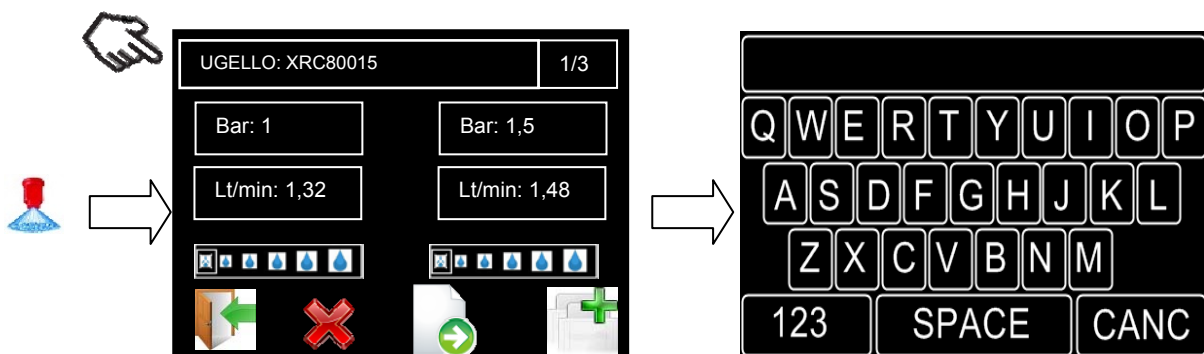 UGELLO: XRC80015 1/3
Bar: 1 Bar: 1,5
Lt/min: 1,32 Lt/min: 1,48
Q W E R T Y U I O P
A S D F G H J K L
Z X C V B N M
123 SPACE CANC